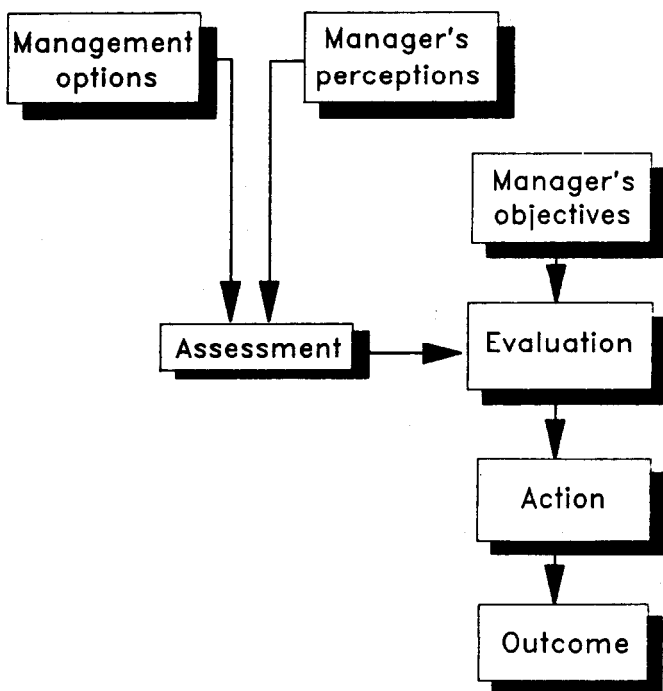 Management
options
Manager's
perceptions
Manager's
objectives
Assessment
Evaluation
Action
Outcome